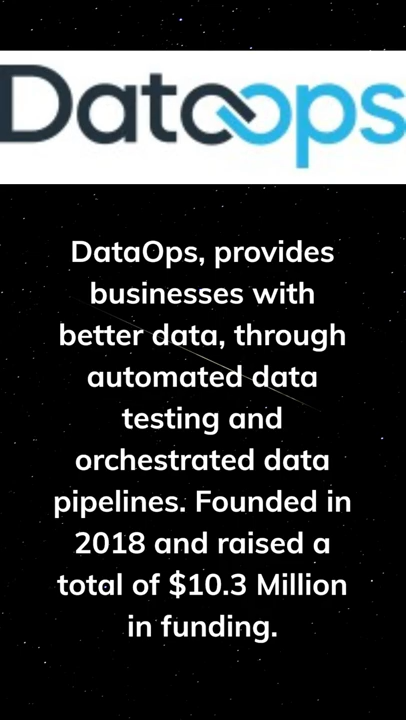 Dataops
DataOps, provides
businesses with
better data, through
automated data
testing and
orchestrated data
pipelines. Founded in
2018 and raised a
total of $10.3 Million
in funding.